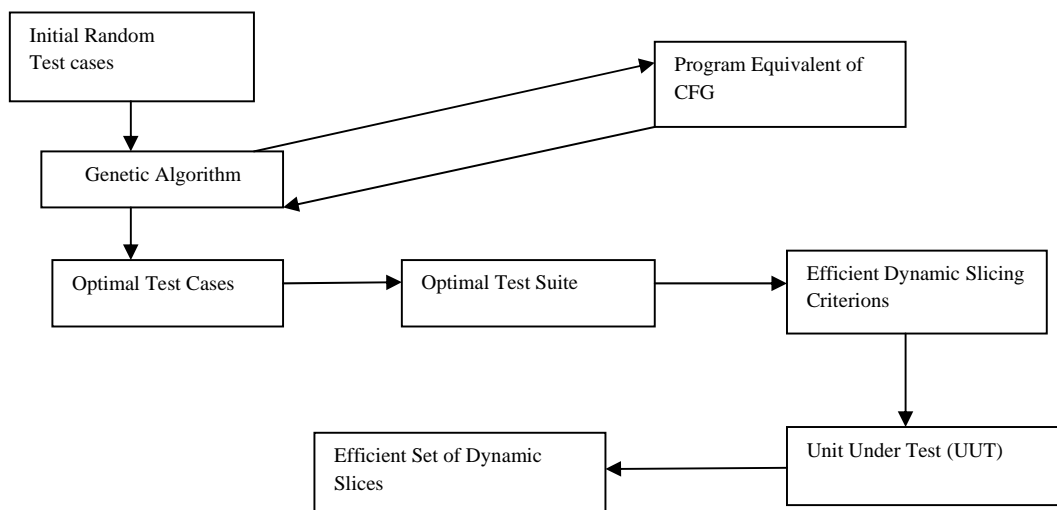 Initial Random
Test cases
Program Equivalent of
CFG
Genetic Algorithm
Optimal Test Cases
Optimal Test Suite
Efficient Dynamic Slicing
Criterions
Efficient Set of Dynamic
Slices
Unit Under Test (UUT)